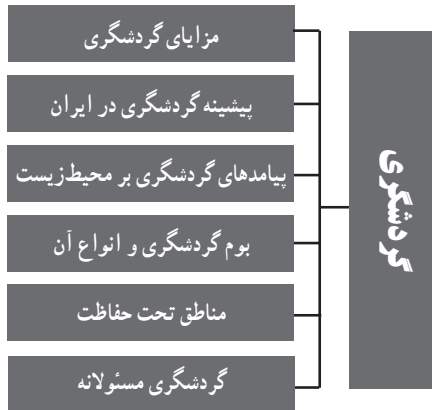 گردشگری
مزایای گردشگری
پیشینه گردشگری در ایران
پیامدهای گردشگری بر محیط‌زیست
بوم گردشگری و انواع آن
مناطق تحت حفاظت
گردشگری مسئولانه